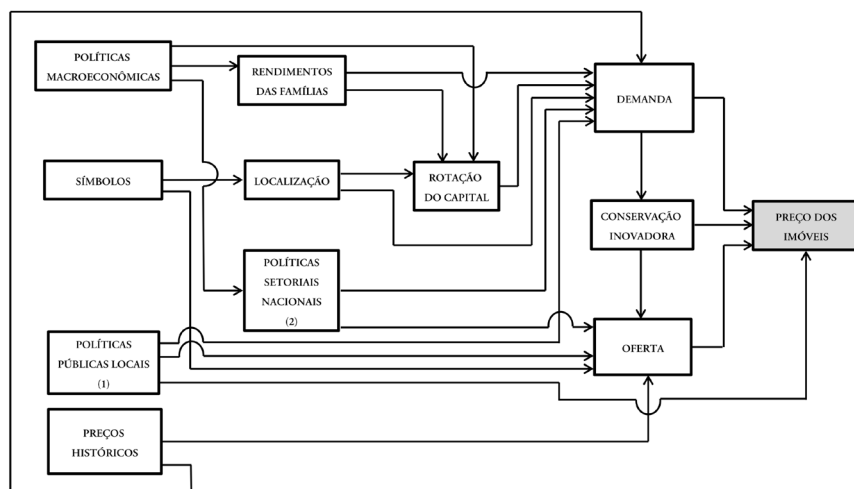 POLÍTICAS
MACROECONÔMICAS
RENDIMENTOS
DAS FAMÍLIAS
DEMANDA
SÍMBOLOS
LOCALIZAÇÃO
ROTAÇÃO
DO CAPITAL
CONSERVAÇÃO
INOVADORA
PREÇO DOS
IMÓVEIS
POLÍTICAS
SETORIAIS
NACIONAIS
(2)
POLÍTICAS
PÚBLICAS LOCAIS
(1)
OFERTA
PREÇOS
HISTÓRICOS